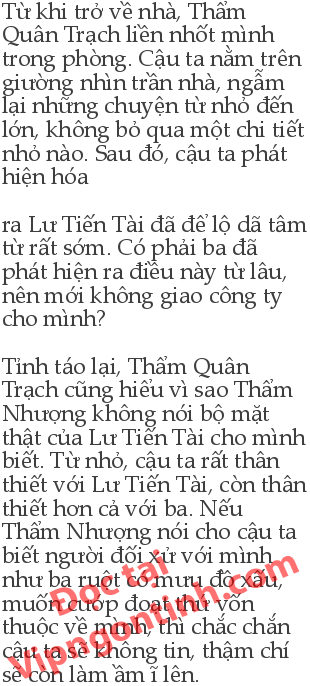 Từ khi trở về nhà, Thẩm
Quân Trạch liền nhốt mình
trong phòng. Cậu ta nằm trên
giường nhìn trần nhà, ngẫm
lại những chuyện từ nhỏ đến
lớn, không bỏ qua một chi tiết
nhỏ nào. Sau đó, cậu ta phát
hiện hóa
ra Lư Tiến Tài đã để lộ dã tâm
từ rất sớm. Có phải ba đã
phát hiện ra điều này từ lâu,
nên mới không giao công ty
cho mình?
Tỉnh táo lại, Thẩm Quân
Trạch cũng hiểu vì sao Thẩm
Nhượng không nói bộ mặt
thật của Lư Tiến Tài cho mình
biết. Từ nhỏ, cậu ta rất thân
thiết với Lư Tiến Tài, còn thân
thiết hơn cả với ba. Nếu
Thẩm Nhượng nói cho cậu ta
biết người đối xử với mình
như ba ruột có mưu đồ xấu,
muốn cướp đoạt thứ vốn
thuộc về mình, thì chắc chắn
cậu ta sẽ không tin, thậm chí
sẽ còn làm ầm ĩ lên.
Đọc tại
Vipngontinh.com